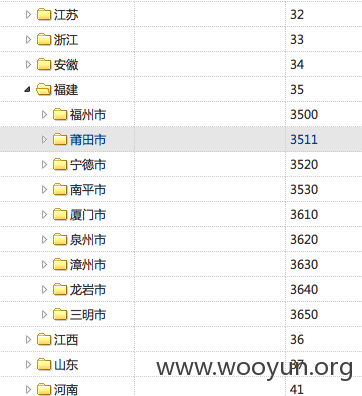 江苏 32
浙江 33
安徽 34
福建 35
福州市 3500
莆田市 3511
宁德市 3520
南平市 3530
厦门市 3610
泉州市 3620
漳州市 3630
龙岩市 3640
三明市 3650
江西 36
山东 37
www.wooyun.org
河南 41